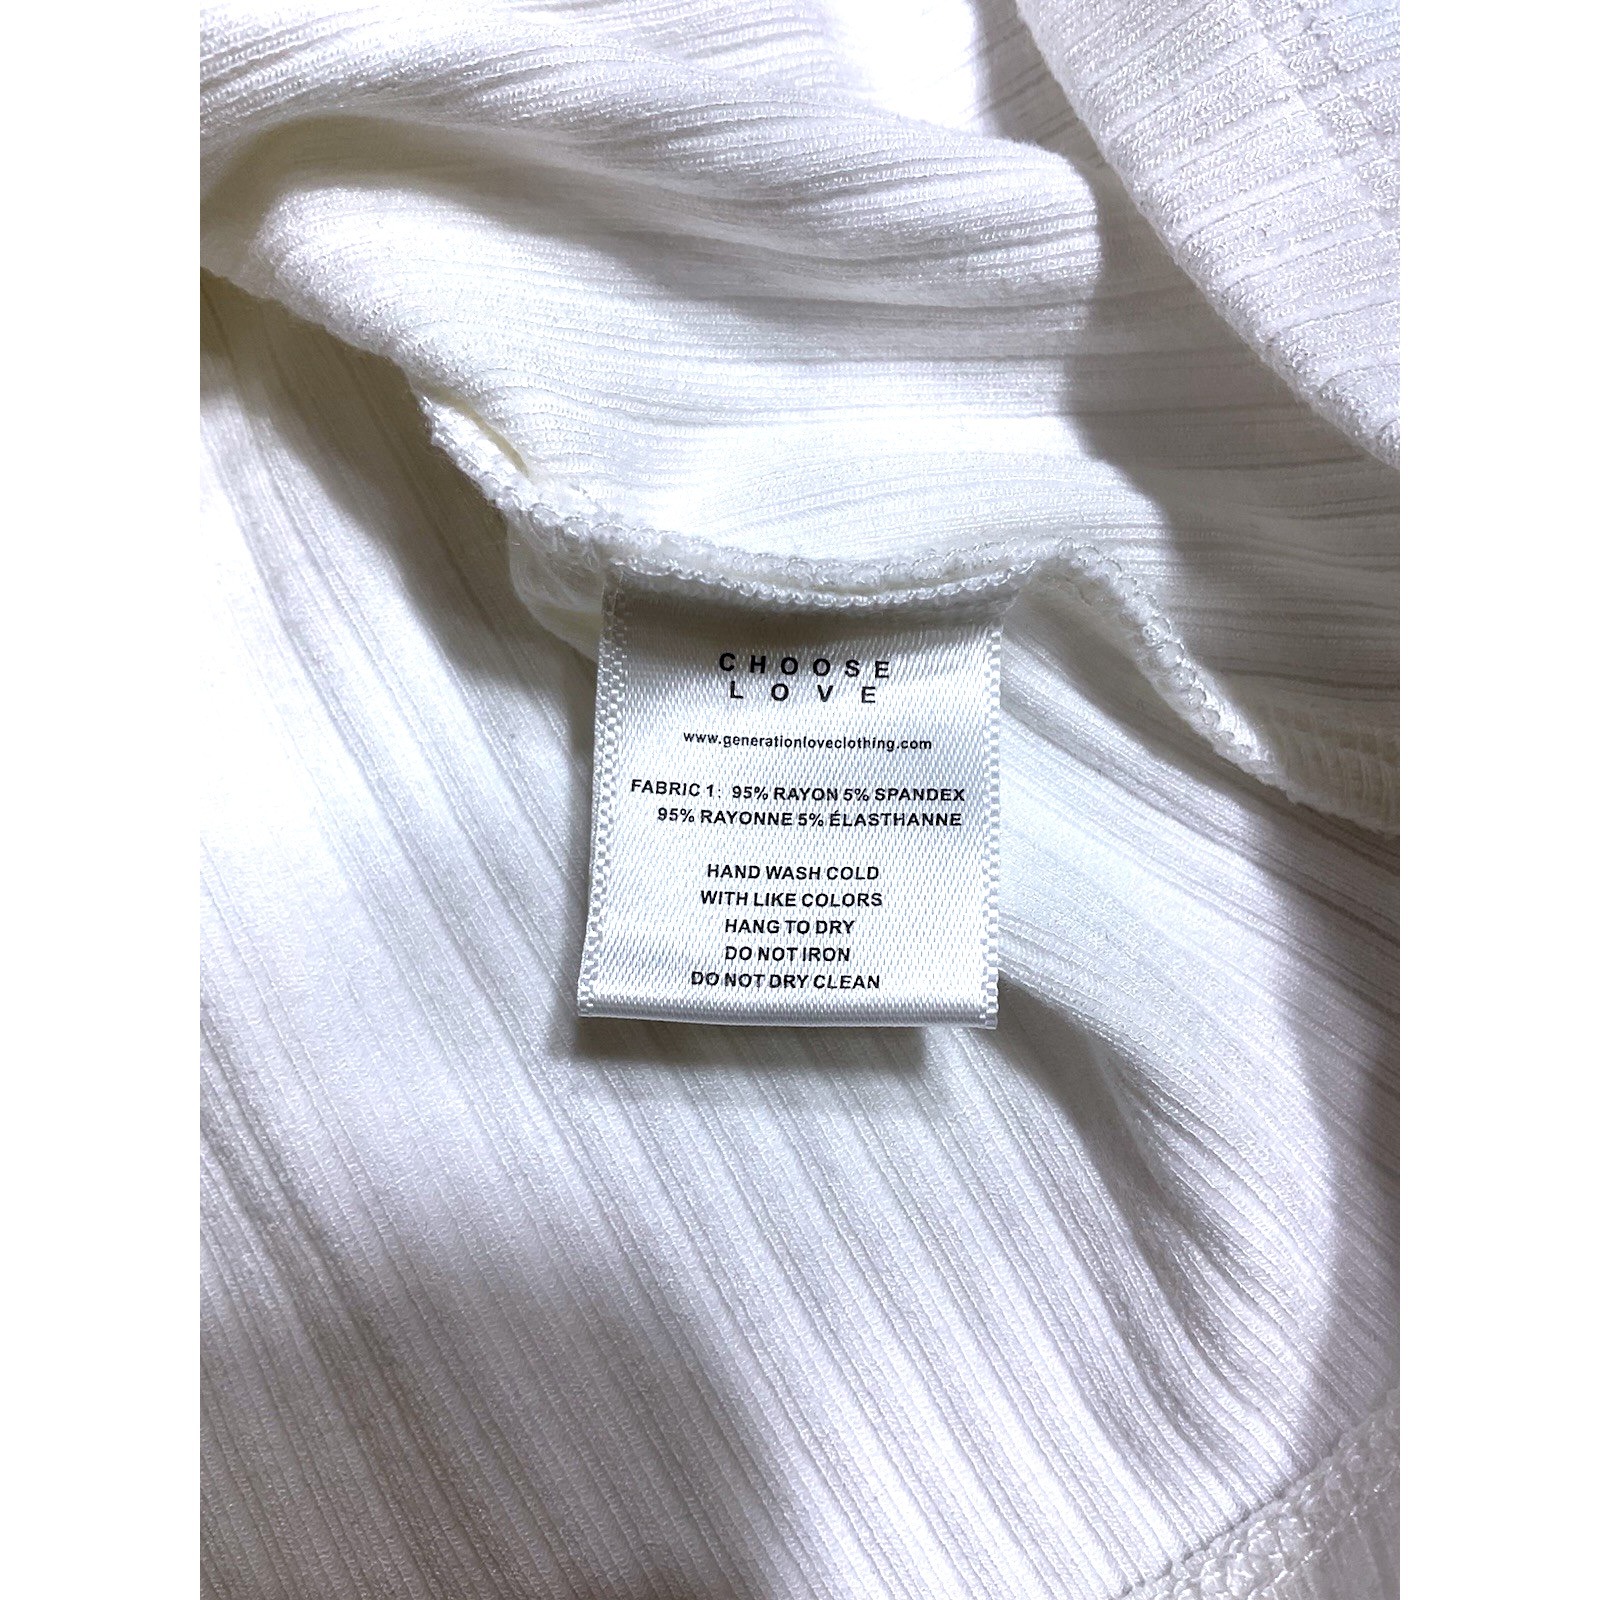 CHOOSE
LOVE
www.generationloveclothing.com
FABRIC 1: 95% RAYON 5% SPANDEX
95% RAYONNE 5% ÉLASTHANNE
HAND WASH COLD
WITH LIKE COLORS
HANG TO DRY
DO NOT IRON
DO NOT DRY CLEAN